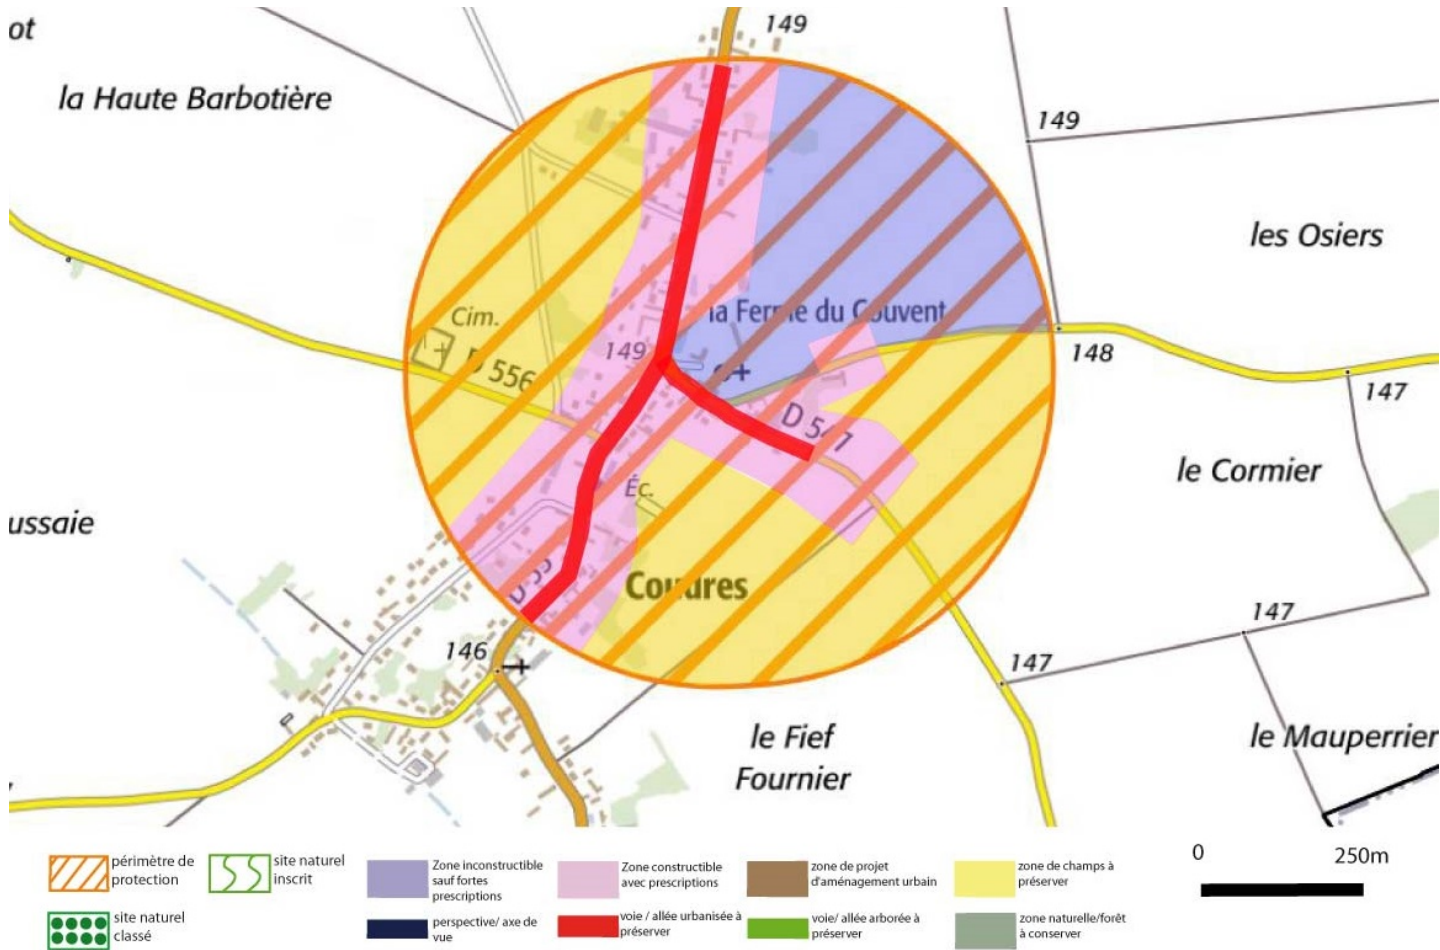 149
ot
la Haute Barbotière
149
les Osiers
Cim.
la Ferme du Couvent
149
148
D 556
147
D 547
le Cormier
Éc.
ussaie
D 55
Coudres
147
146
147
le Fief
Fournier
le Mauperrier
périmètre de
protection
site naturel
inscrit
Zone inconstructible
sauf fortes
prescriptions
Zone constructible
avec prescriptions
zone de projet
d'aménagement urbain
zone de champs à
préserver
0
250m
site naturel
classé
perspective/ axe de
vue
voie / allée urbanisée à
préserver
voie/ allée arborée à
préserver
zone naturelle/forêt
à conserver